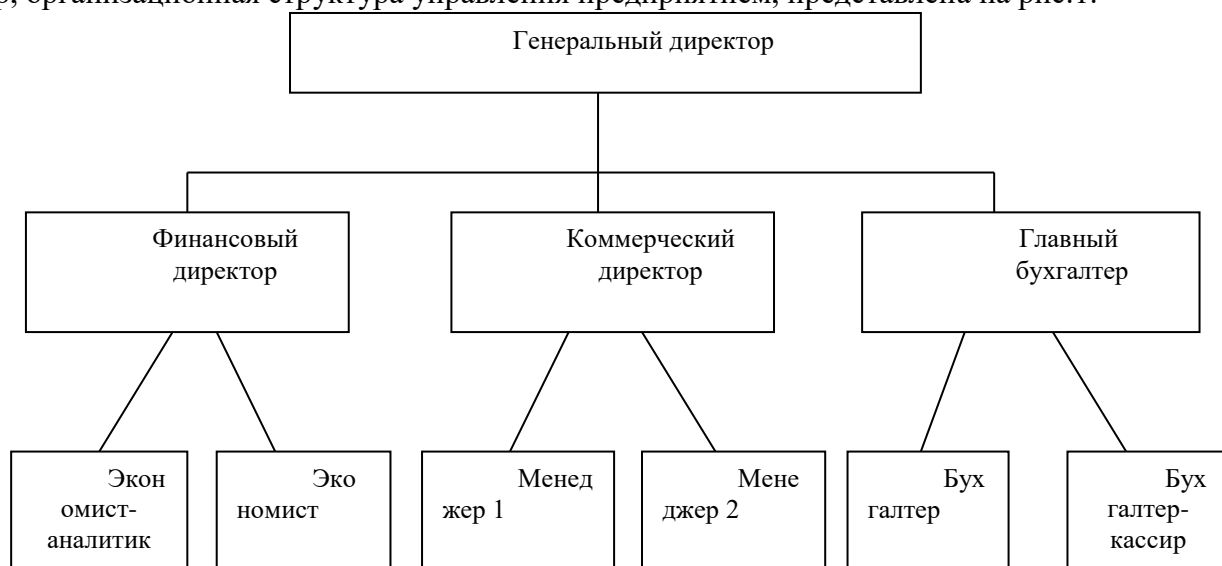 организационная структура управления предприятием, представлена на рис.1.
Генеральный директор
Финансовый
директор
Коммерческий
директор
Главный
бухгалтер
Экон
омист-
аналитик
Эко
номист
Менед
жер 1
Мене
джер 2
Бух
галтер
Бух
галтер-
кассир